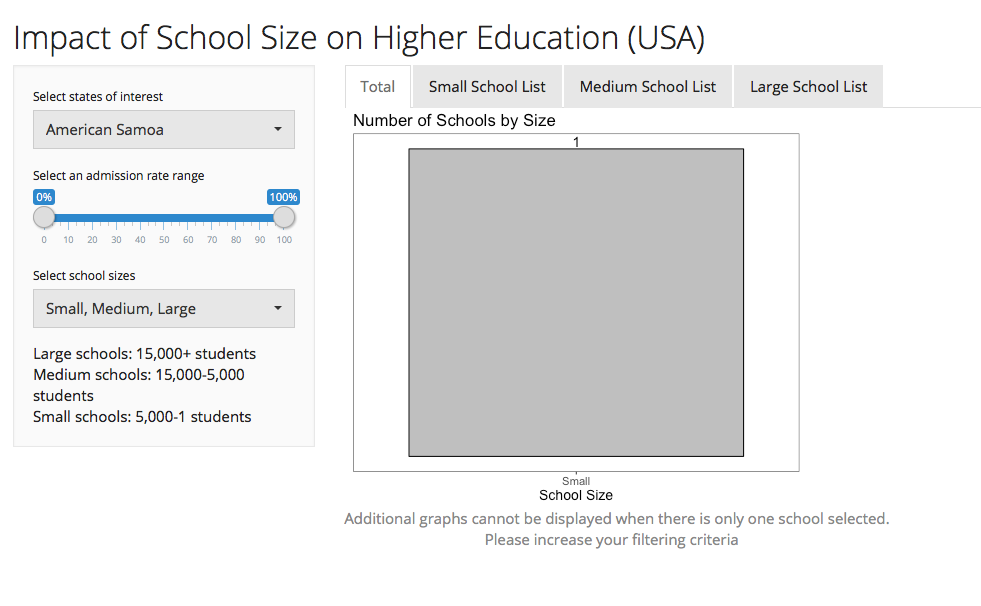 Impact of School Size on Higher Education (USA)
Select states of interest
American Samoa
Select an admission rate range
0% 100%
0 10 20 30 40 50 60 70 80 90 100
Select school sizes
Small, Medium, Large
Large schools: 15,000+ students
Medium schools: 15,000-5,000
students
Small schools: 5,000-1 students
Total Small School List Medium School List Large School List
Number of Schools by Size
1
Small
School Size
Additional graphs cannot be displayed when there is only one school selected.
Please increase your filtering criteria